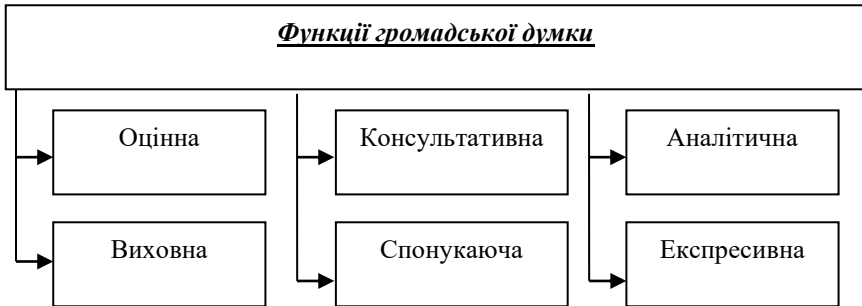 Функції громадської думки
Оцінна
Консультативна
Аналітична
Виховна
Спонукаюча
Експресивна